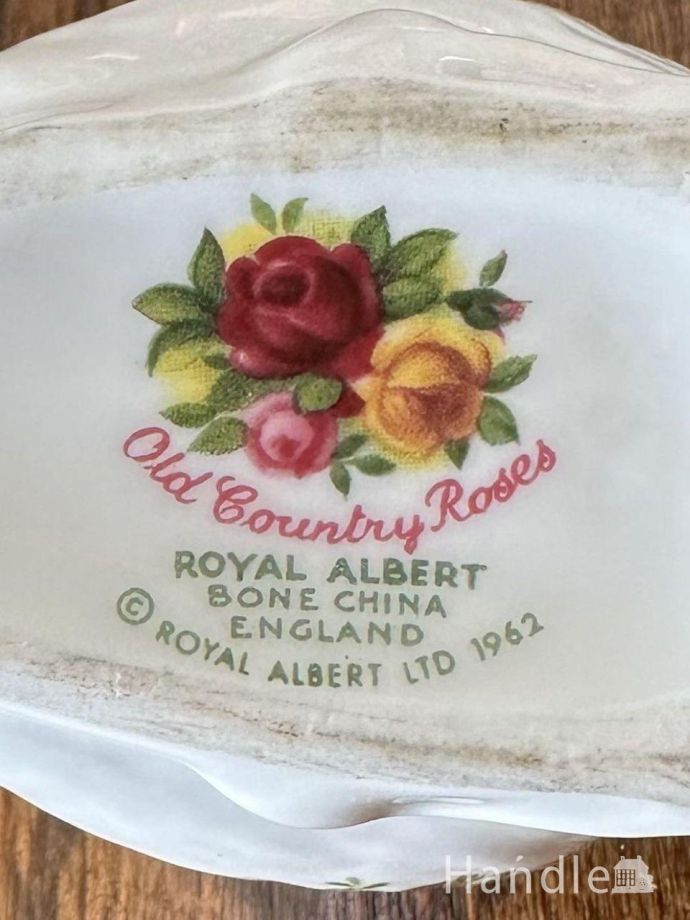 Old Country Roses
ROYAL ALBERT
BONE CHINA
ENGLAND
© ROYAL ALBERT LTD 1962
Handle